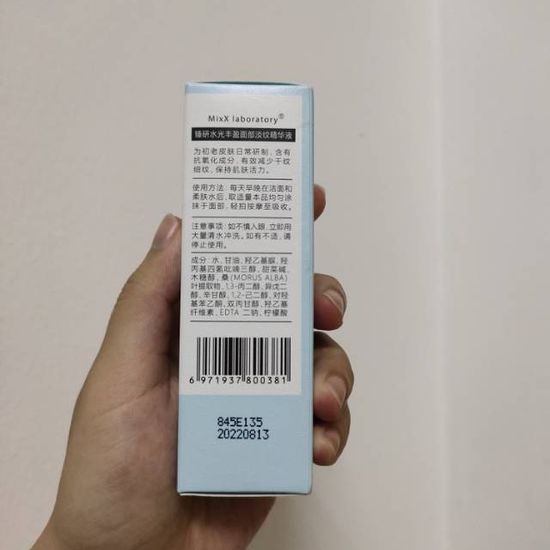 MixX laboratory®
臻研水光丰盈面部淡纹精华液
为初老皮肤日常研制，含有
抗氧化成分，有效减少干纹
细纹，保持肌肤活力。
使用方法：每天早晚在洁面和
柔肤水后，取适量本品均匀涂
抹于面部，轻拍按摩至吸收。
注意事项：如不慎入眼，立即用
大量清水冲洗。如有不适，请
停止使用。
成分：水、甘油、羟乙基脲、羟
丙基四氢吡喃三醇、甜菜碱、
木糖醇、桑（MORUS ALBA）
叶提取物、1,3-丙二醇、异戊二
醇、辛甘醇、1,2-己二醇、对羟
基苯乙酮、双丙甘醇、羟乙基
纤维素、EDTA 二钠、柠檬酸
6 971937 800381
845E135
20220813